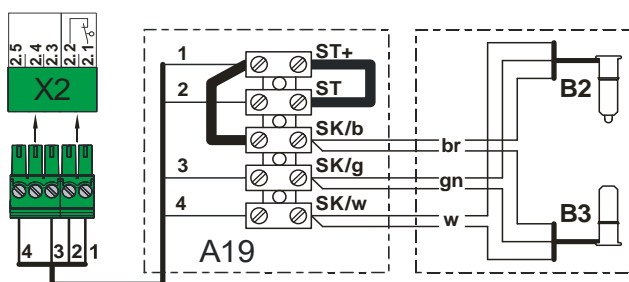 2.5
2.4
2.3
2.2
2.1
X2
4 3 2 1
1
2
3
4
ST+
ST
SK/b
SK/g
SK/w
A19
br
gn
w
B2
B3